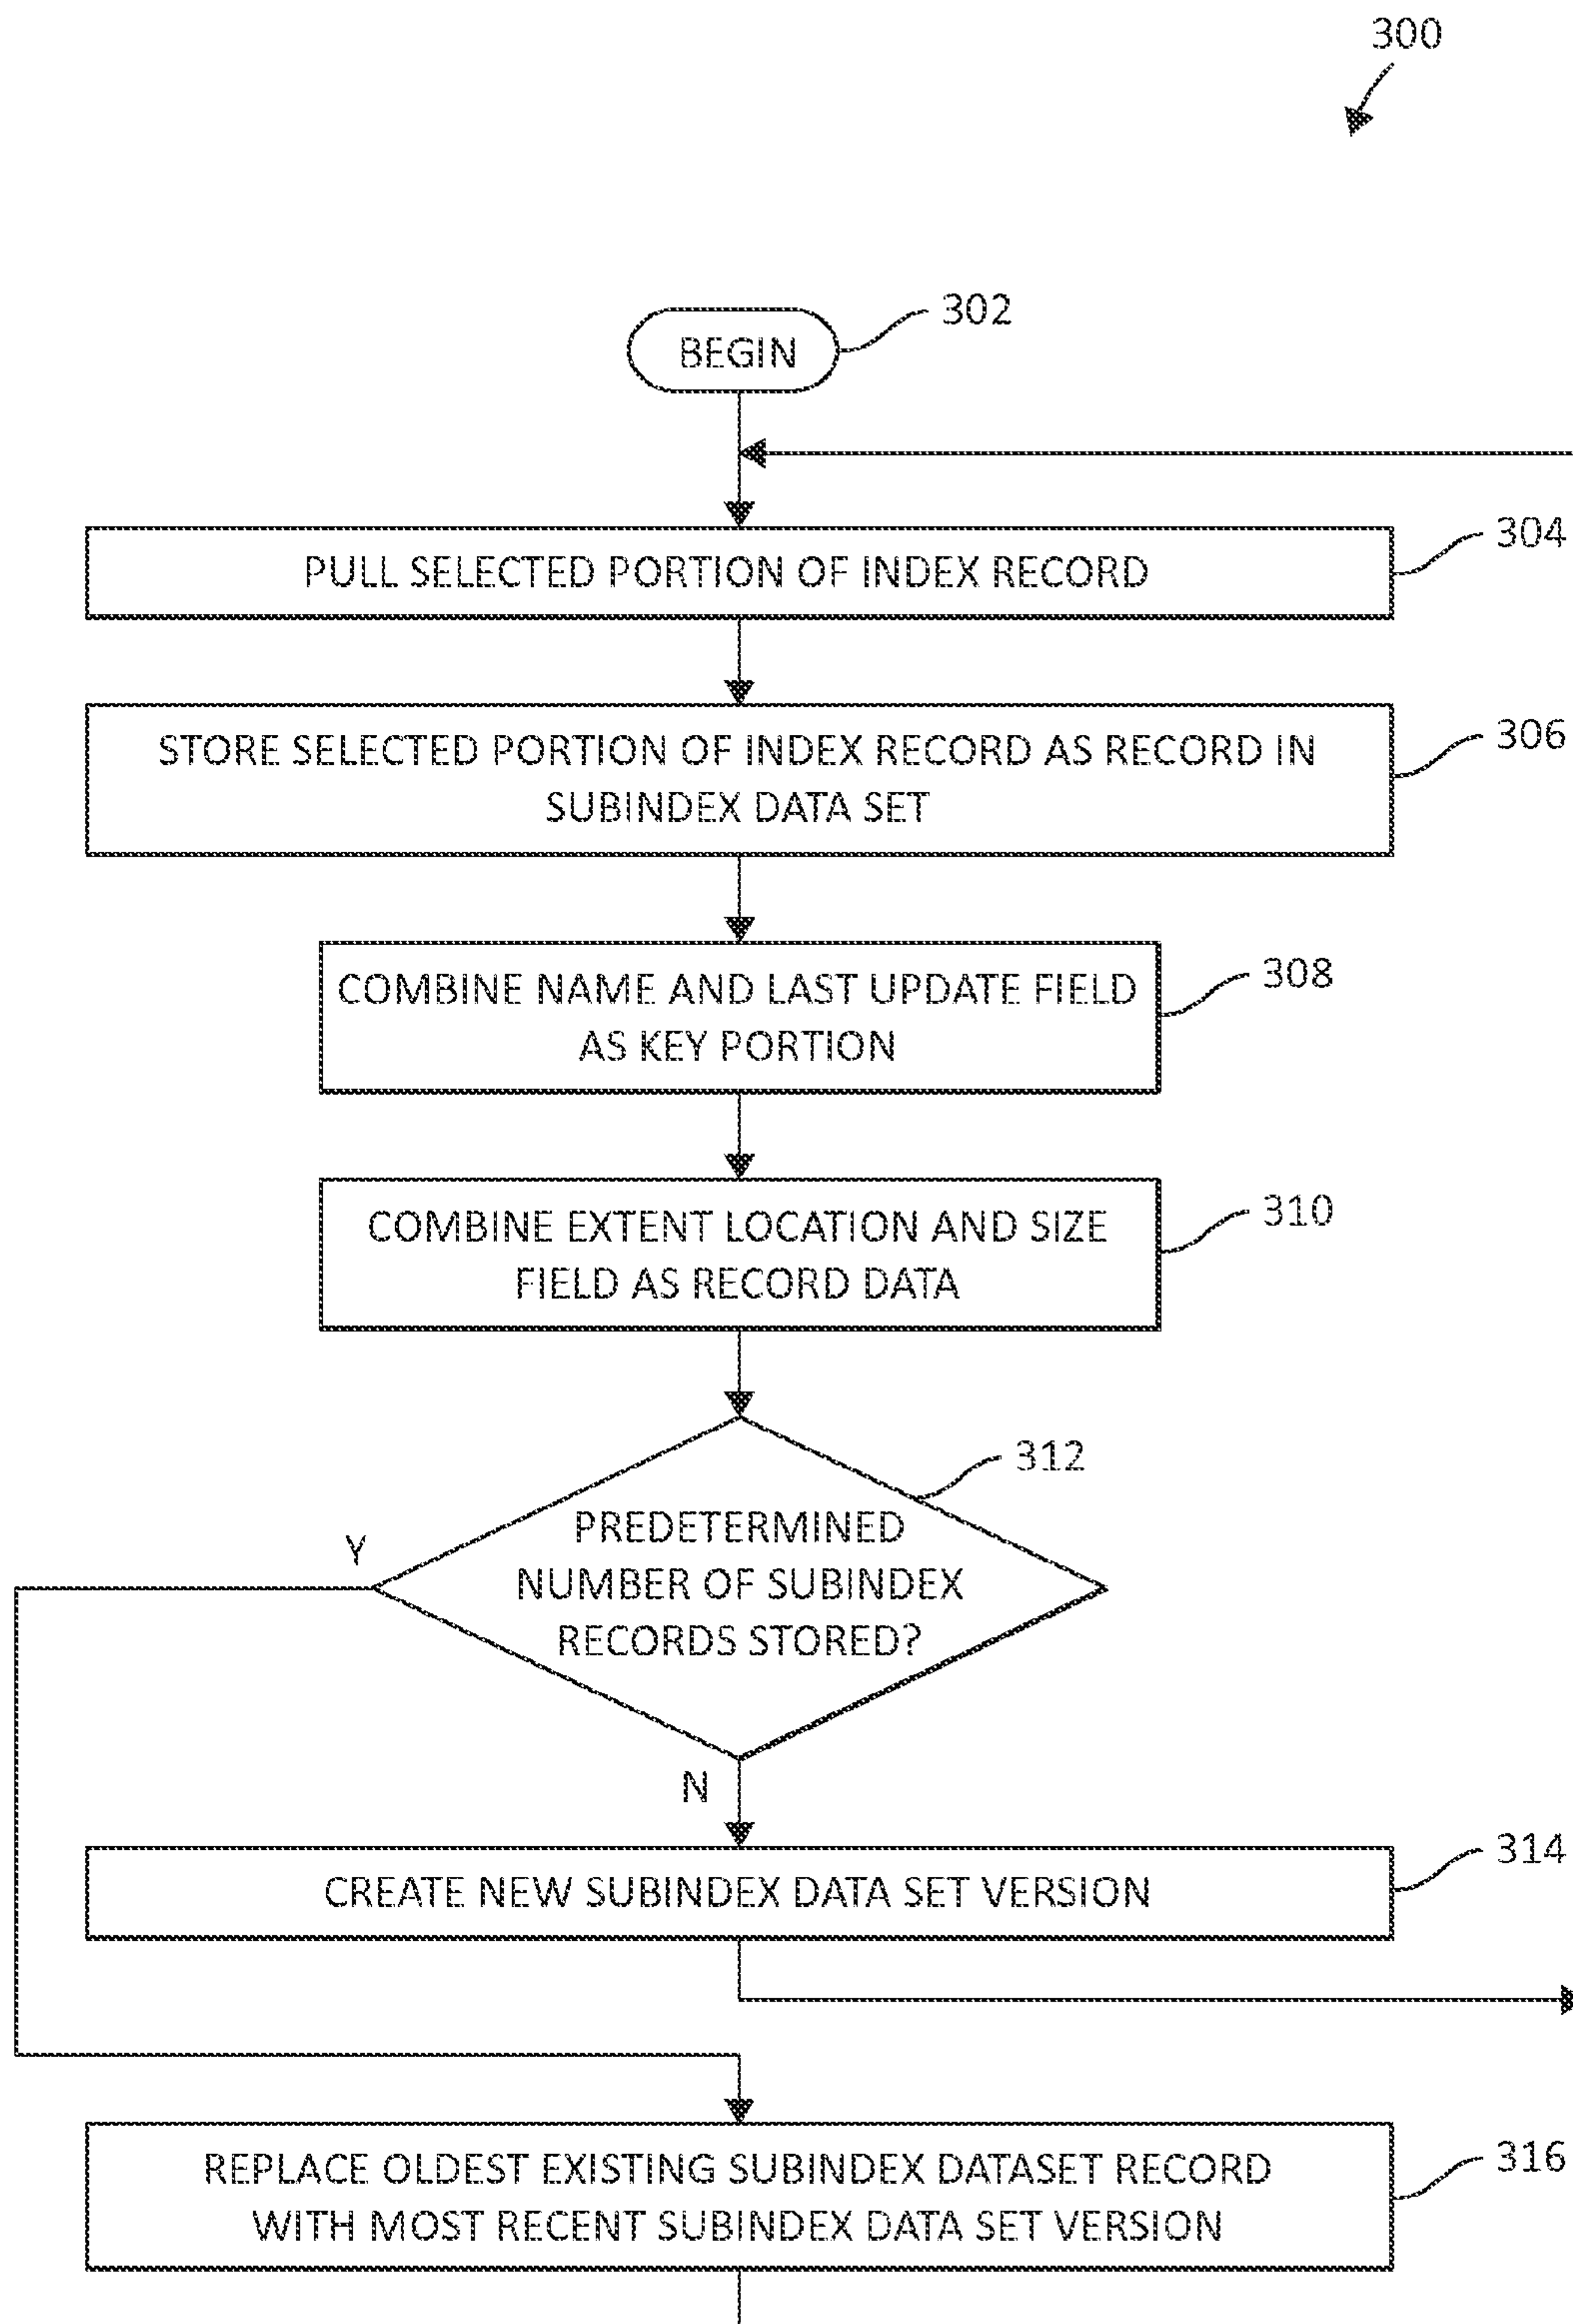 300
BEGIN
302
PULL SELECTED PORTION OF INDEX RECORD
304
STORE SELECTED PORTION OF INDEX RECORD AS RECORD IN
SUBINDEX DATA SET
306
COMBINE NAME AND LAST UPDATE FIELD
AS KEY PORTION
308
COMBINE EXTENT LOCATION AND SIZE
FIELD AS RECORD DATA
310
312
PREDETERMINED
NUMBER OF SUBINDEX
RECORDS STORED?
Y
N
CREATE NEW SUBINDEX DATA SET VERSION
314
REPLACE OLDEST EXISTING SUBINDEX DATASET RECORD
WITH MOST RECENT SUBINDEX DATA SET VERSION
316